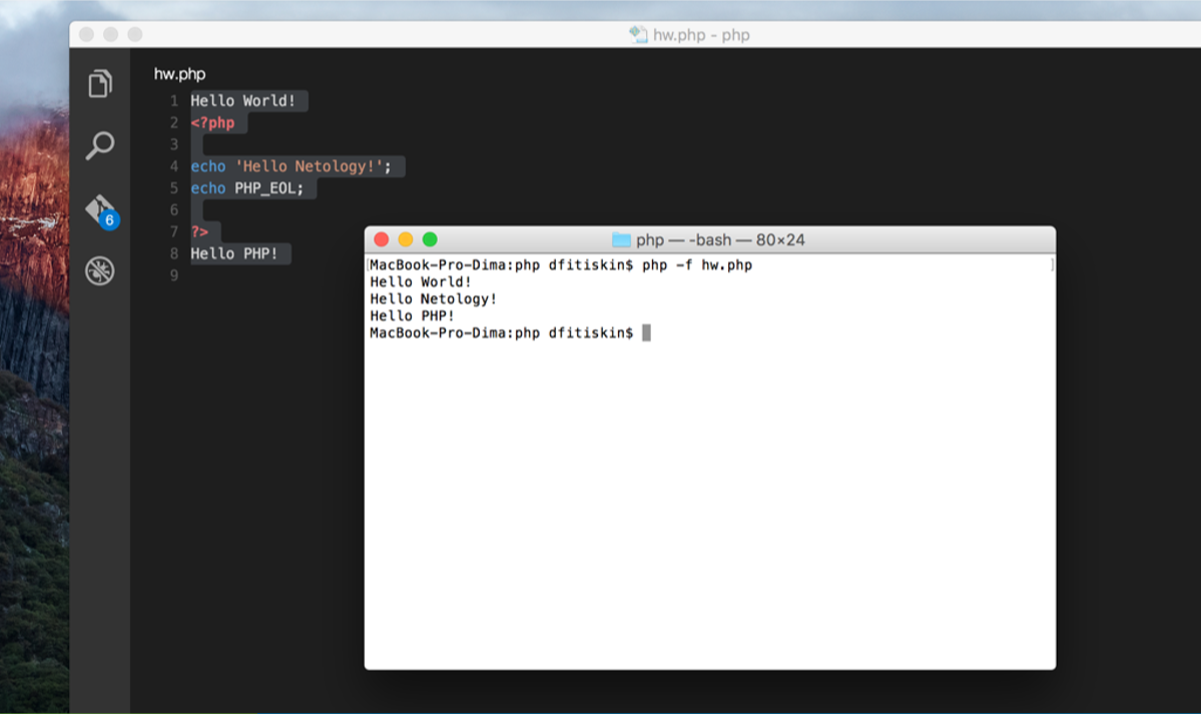 hw.php - php
hw.php
1 Hello World!
2 <?php
3
4 echo 'Hello Netology!';
5 echo PHP_EOL;
6
7 ?>
8 Hello PHP!
9
6
php — -bash — 80×24
[MacBook-Pro-Dima:php dfitiskin$ php -f hw.php ]
Hello World!
Hello Netology!
Hello PHP!
MacBook-Pro-Dima:php dfitiskin$